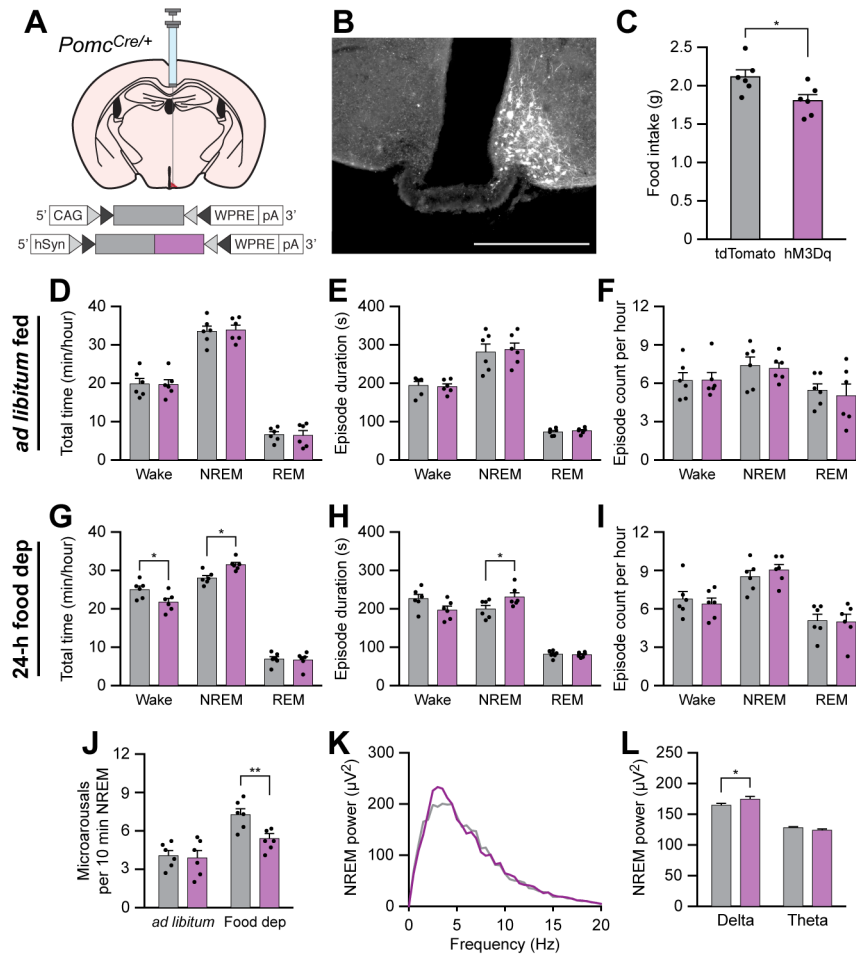 A
Pomc^Cre/+
5' CAG WPRE pA 3'
5' hSyn WPRE pA 3'
B
C
*
Food intake (g)
2.5
2.0
1.5
1.0
0.5
0
tdTomato hM3Dq
ad libitum fed
D
Total time (min/hour)
40
30
20
10
0
Wake NREM REM
E
Episode duration (s)
400
300
200
100
0
Wake NREM REM
F
Episode count per hour
12
9
6
3
0
Wake NREM REM
24-h food dep
G
Total time (min/hour)
40
30
20
10
0
* *
Wake NREM REM
H
Episode duration (s)
400
300
200
100
0
*
Wake NREM REM
I
Episode count per hour
12
9
6
3
0
Wake NREM REM
J
Microarousals
per 10 min NREM
12
9
6
3
0
**
ad libitum Food dep
K
NREM power (µV²)
300
200
100
0
0 5 10 15 20
Frequency (Hz)
L
NREM power (µV²)
250
200
150
100
50
0
*
Delta Theta